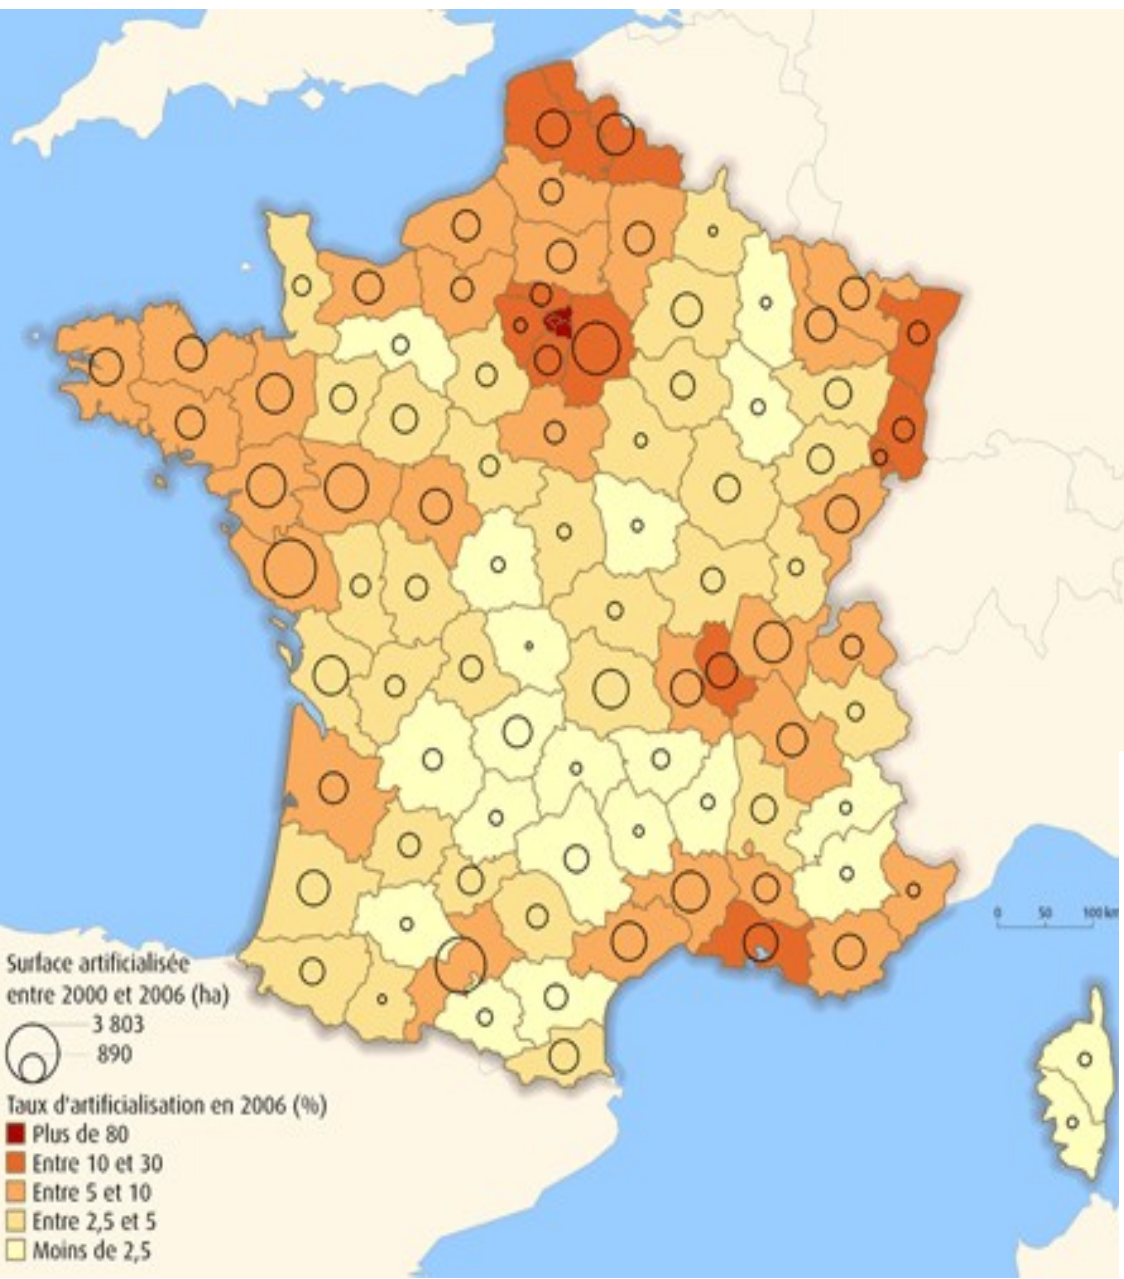 0 50 100 km
Surface artificialisée
entre 2000 et 2006 (ha)
3 803
890
Taux d'artificialisation en 2006 (%)
Plus de 80
Entre 10 et 30
Entre 5 et 10
Entre 2,5 et 5
Moins de 2,5